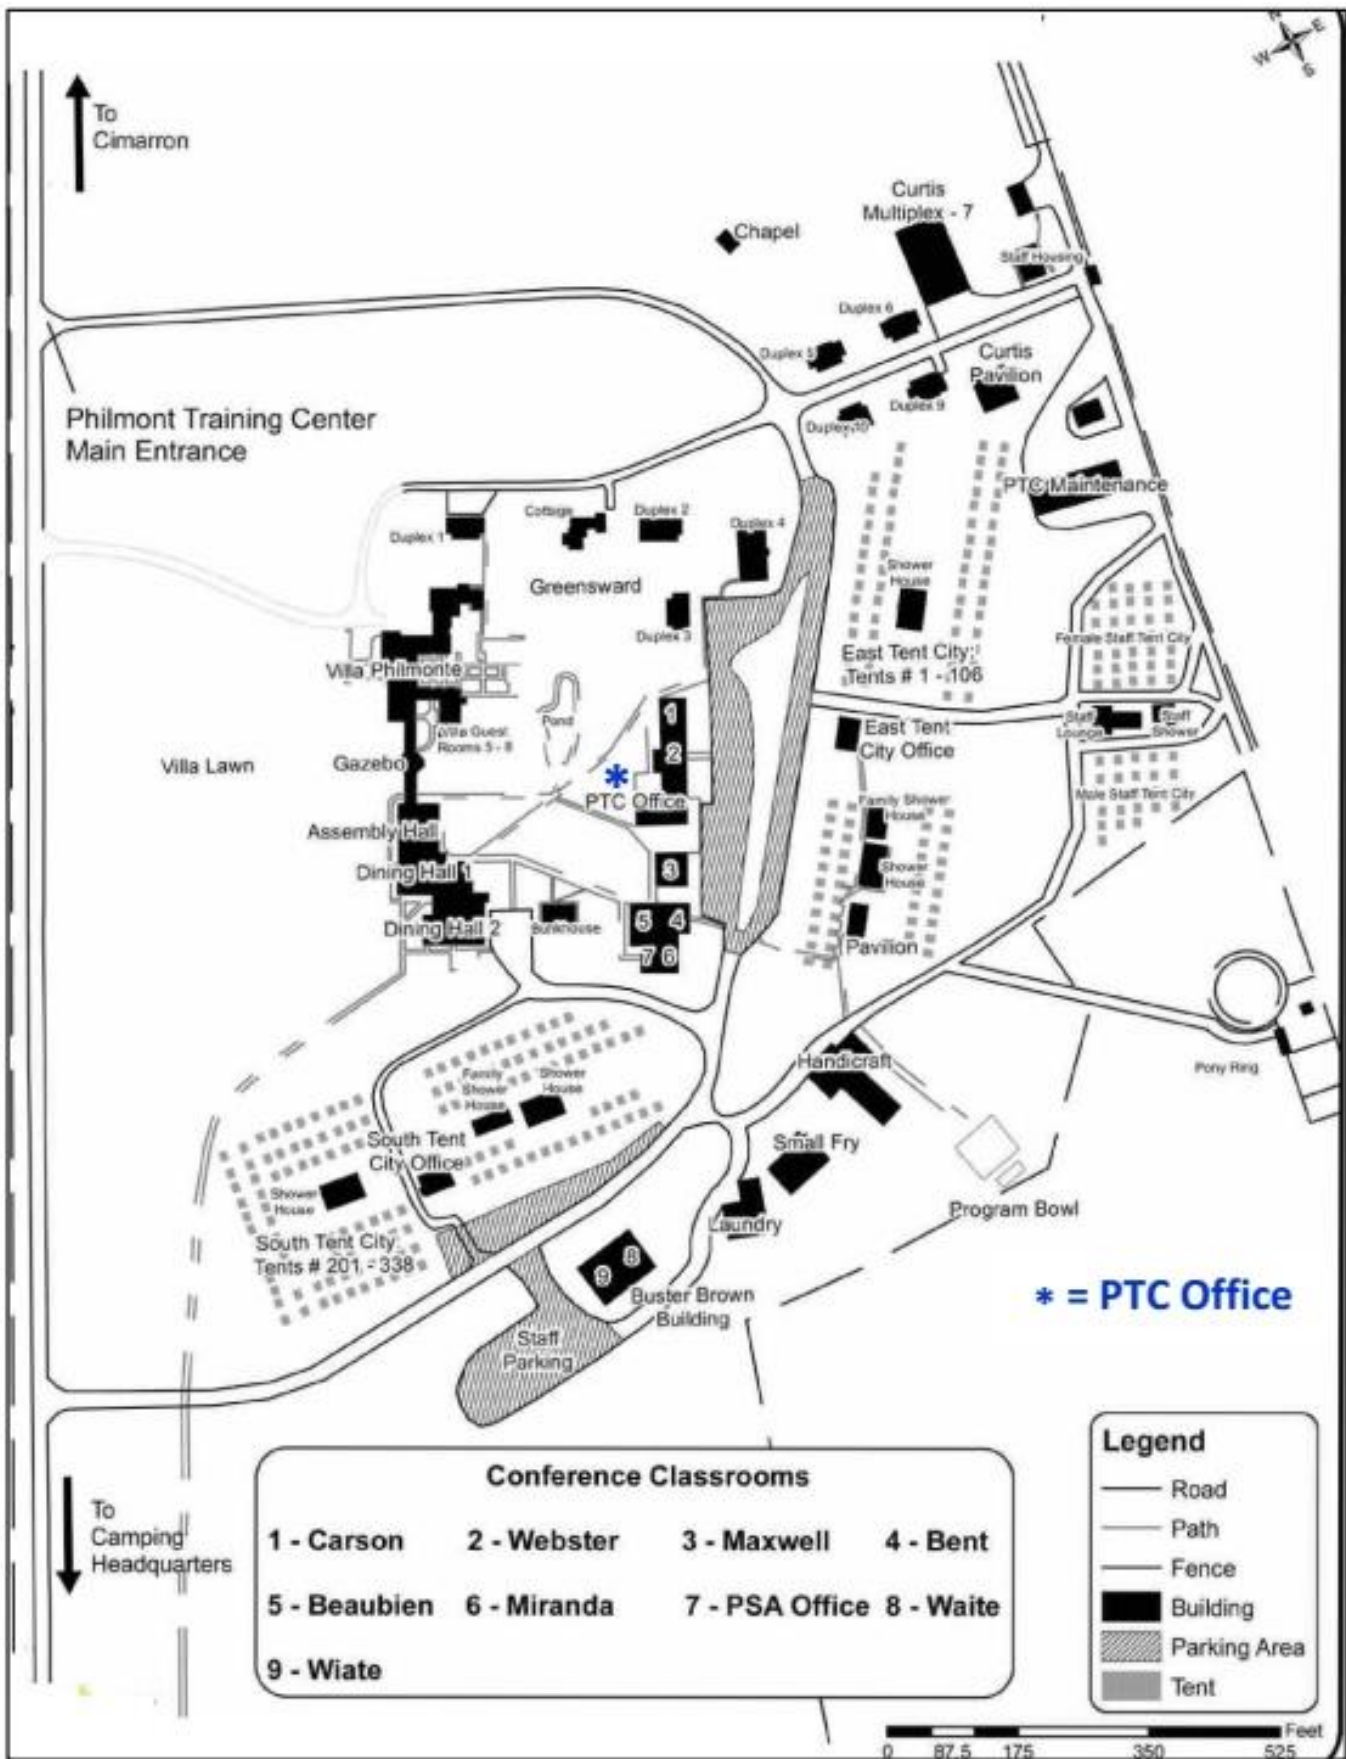 N
E
W
S
To
Cimarron
Curtis
Multiplex - 7
Chapel
Staff Housing
Duplex 6
Duplex 5
Curtis
Pavilion
Duplex 9
Duplex 10
Philmont Training Center
Main Entrance
PTC Maintenance
Duplex 1
Cottage
Duplex 2
Duplex 4
Greensward
Shower
House
Duplex 3
Female Staff Tent City
East Tent City
Tents # 1 - 106
Villa Philmonte
Villa Guest
Rooms 5 - 8
Pond
1
2
East Tent
City Office
Staff
Lounge
Staff
Shower
Villa Lawn
Gazebo
*
PTC Office
Family Shower
House
Male Staff Tent City
Assembly Hall
Dining Hall 1
3
Shower
House
Dining Hall 2
Bunkhouse
5 4
7 6
Pavilion
Handicraft
Pony Ring
Family
Shower
House
Shower
House
South Tent
City Office
Small Fry
Shower
House
Laundry
Program Bowl
South Tent City
Tents # 201 - 338
8
9
Buster Brown
Building
* = PTC Office
Staff
Parking
To
Camping
Headquarters
Conference Classrooms
1 - Carson 2 - Webster 3 - Maxwell 4 - Bent
5 - Beaubien 6 - Miranda 7 - PSA Office 8 - Waite
9 - Wiate
Legend
Road
Path
Fence
Building
Parking Area
Tent
Feet
0 87.5 175 350 525